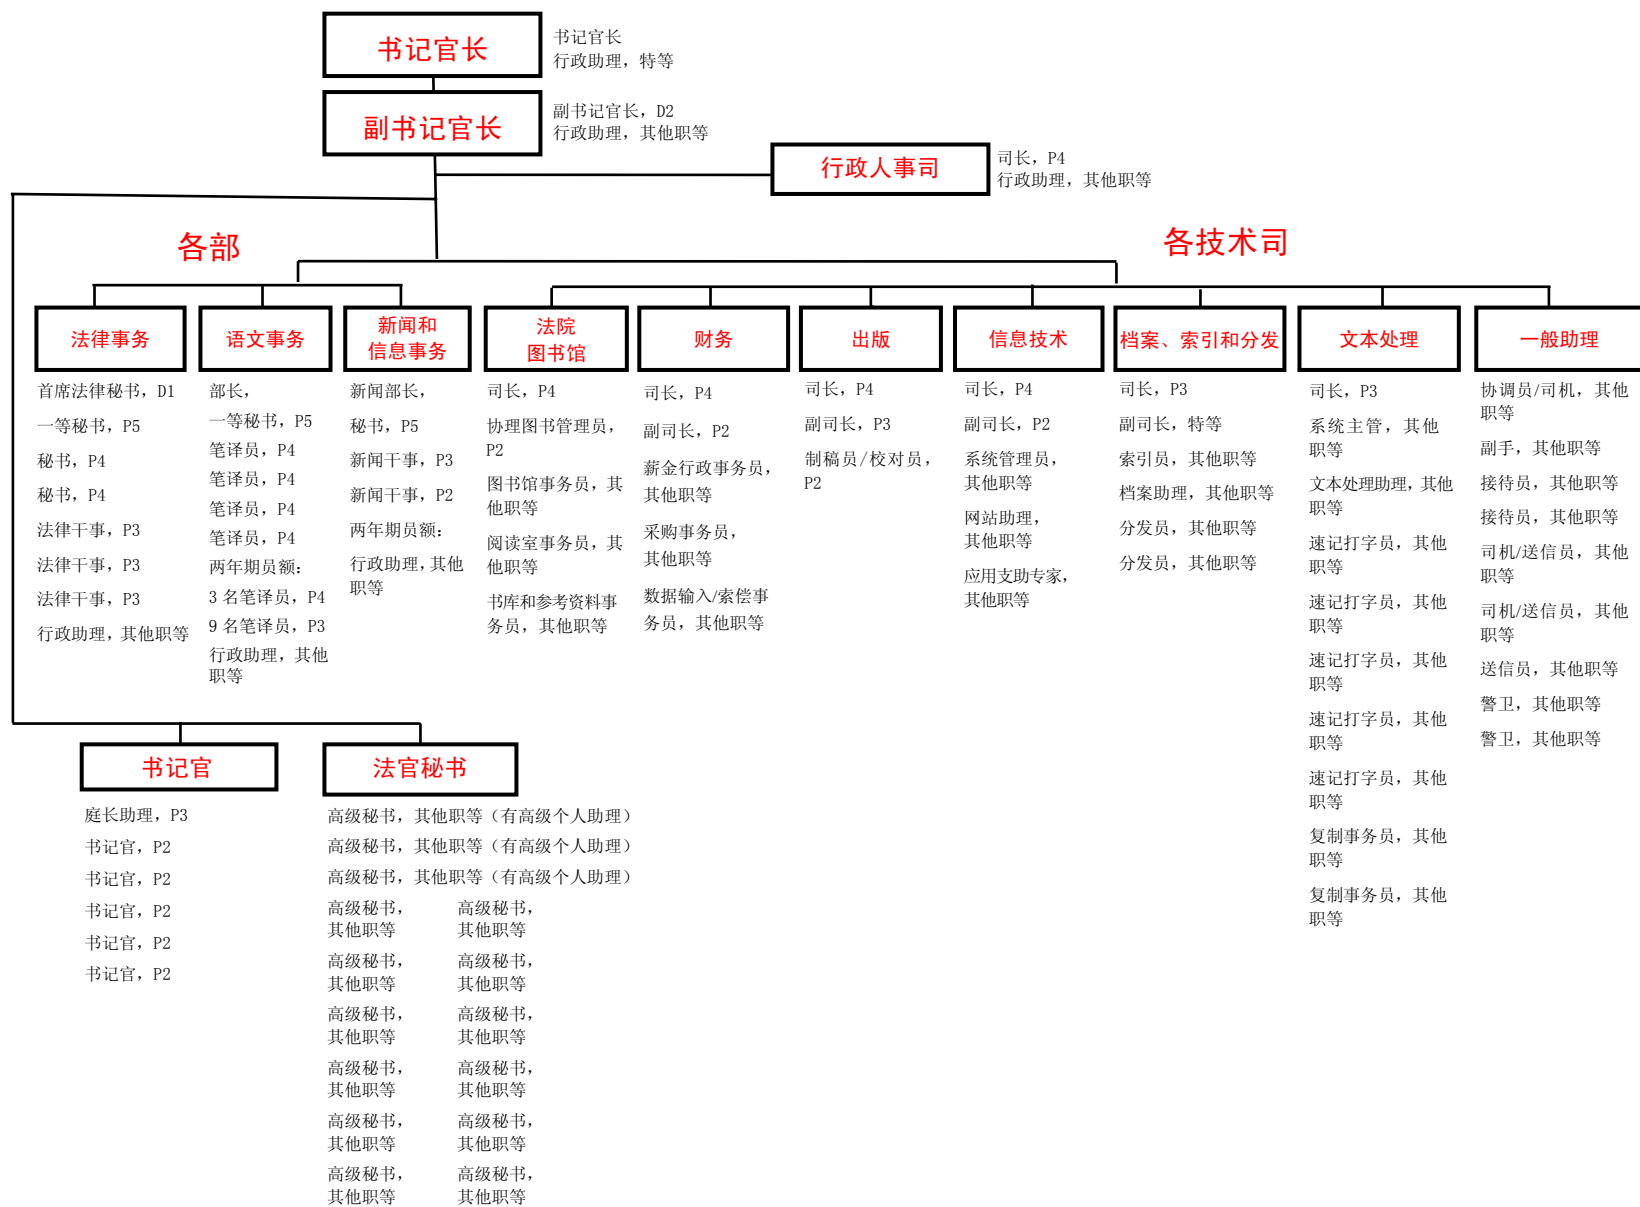 书记官长
书记官长
行政助理，特等
副书记官长
副书记官长，D2
行政助理，其他职等
行政人事司
司长，P4
行政助理，其他职等
各部
各技术司
法律事务
首席法律秘书，D1
一等秘书，P5
秘书，P4
秘书，P4
法律干事，P3
法律干事，P3
法律干事，P3
行政助理，其他职等
语文事务
部长，
一等秘书，P5
笔译员，P4
笔译员，P4
笔译员，P4
笔译员，P4
两年期员额：
3 名笔译员，P4
9 名笔译员，P3
行政助理，其他
职等
新闻和
信息事务
新闻部长，
秘书，P5
新闻干事，P3
新闻干事，P2
两年期员额：
行政助理，其他
职等
法院
图书馆
司长，P4
协理图书管理员，
P2
图书馆事务员，其
他职等
阅读室事务员，其
他职等
书库和参考资料事
务员，其他职等
财务
司长，P4
副司长，P2
薪金行政事务员，
其他职等
采购事务员，
其他职等
数据输入/索偿事
务员，其他职等
出版
司长，P4
副司长，P3
制稿员/校对员，
P2
信息技术
司长，P4
副司长，P2
系统管理员，
其他职等
网站助理，
其他职等
应用支助专家，
其他职等
档案、索引和分发
司长，P3
副司长，特等
索引员，其他职等
档案助理，其他职等
分发员，其他职等
分发员，其他职等
文本处理
司长，P3
系统主管，其他
职等
文本处理助理，其他
职等
速记打字员，其他
职等
速记打字员，其他
职等
速记打字员，其他
职等
速记打字员，其他
职等
速记打字员，其他
职等
复制事务员，其他
职等
复制事务员，其他
职等
一般助理
协调员/司机，其他
职等
副手，其他职等
接待员，其他职等
接待员，其他职等
司机/送信员，其他
职等
司机/送信员，其他
职等
送信员，其他职等
警卫，其他职等
警卫，其他职等
书记官
庭长助理，P3
书记官，P2
书记官，P2
书记官，P2
书记官，P2
书记官，P2
法官秘书
高级秘书，其他职等（有高级个人助理）
高级秘书，其他职等（有高级个人助理）
高级秘书，其他职等（有高级个人助理）
高级秘书，
其他职等
高级秘书，
其他职等
高级秘书，
其他职等
高级秘书，
其他职等
高级秘书，
其他职等
高级秘书，
其他职等
高级秘书，
其他职等
高级秘书，
其他职等
高级秘书，
其他职等
高级秘书，
其他职等
高级秘书，
其他职等
高级秘书，
其他职等